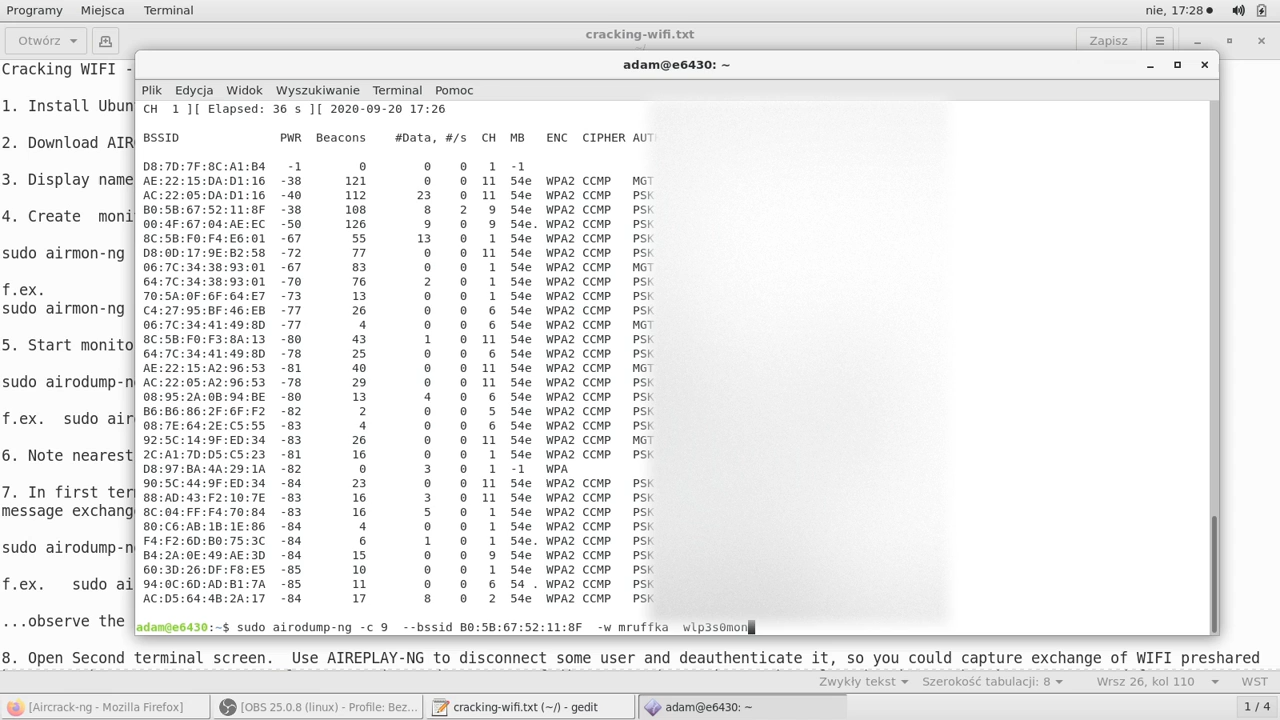 Programy Miejsca Terminal nie, 17:28
Otwórz cracking-wifi.txt Zapisz
~/
adam@e6430: ~
Plik Edycja Widok Wyszukiwanie Terminal Pomoc
Cracking WIFI -
1. Install Ubun
2. Download AIR
3. Display name
4. Create moni
sudo airmon-ng
f.ex.
sudo airmon-ng
5. Start monito
sudo airodump-n
f.ex. sudo air
6. Note nearest
7. In first ter
message exchang
sudo airodump-n
f.ex. sudo ai
...observe the
CH 1 ][ Elapsed: 36 s ][ 2020-09-20 17:26
BSSID PWR Beacons #Data, #/s CH MB ENC CIPHER AUT
D8:7D:7F:8C:A1:B4 -1 0 0 0 1 -1
AE:22:15:DA:D1:16 -38 121 0 0 11 54e WPA2 CCMP MGT
AC:22:05:DA:D1:16 -40 112 23 0 11 54e WPA2 CCMP PSK
B0:5B:67:52:11:8F -38 108 8 2 9 54e WPA2 CCMP PSK
00:4F:67:04:AE:EC -50 126 9 0 9 54e. WPA2 CCMP PSK
8C:5B:F0:F4:E6:01 -67 55 13 0 1 54e WPA2 CCMP PSK
D8:0D:17:9E:B2:58 -72 77 0 0 11 54e WPA2 CCMP PSK
06:7C:34:38:93:01 -67 83 0 0 1 54e WPA2 CCMP MGT
64:7C:34:38:93:01 -70 76 2 0 1 54e WPA2 CCMP PSK
70:5A:0F:6F:64:E7 -73 13 0 0 1 54e WPA2 CCMP PSK
C4:27:95:BF:46:EB -77 26 0 0 6 54e WPA2 CCMP PSK
06:7C:34:41:49:8D -77 4 0 0 6 54e WPA2 CCMP MGT
8C:5B:F0:F3:8A:13 -80 43 1 0 11 54e WPA2 CCMP PSK
64:7C:34:41:49:8D -78 25 0 0 6 54e WPA2 CCMP PSK
AE:22:15:A2:96:53 -81 40 0 0 11 54e WPA2 CCMP MGT
AC:22:05:A2:96:53 -78 29 0 0 11 54e WPA2 CCMP PSK
08:95:2A:0B:94:BE -80 13 4 0 6 54e WPA2 CCMP PSK
B6:B6:86:2F:6F:F2 -82 2 0 0 5 54e WPA2 CCMP PSK
08:7E:64:2E:C5:55 -83 4 0 0 6 54e WPA2 CCMP PSK
92:5C:14:9F:ED:34 -83 26 0 0 11 54e WPA2 CCMP MGT
2C:A1:7D:D5:C5:23 -81 16 0 0 1 54e WPA2 CCMP PSK
D8:97:BA:4A:29:1A -82 0 3 0 1 -1 WPA
90:5C:44:9F:ED:34 -84 23 0 0 11 54e WPA2 CCMP PSK
88:AD:43:F2:10:7E -83 16 3 0 11 54e WPA2 CCMP PSK
8C:04:FF:F4:70:84 -83 16 5 0 1 54e WPA2 CCMP PSK
80:C6:AB:1B:1E:86 -84 4 0 0 1 54e WPA2 CCMP PSK
F4:F2:6D:B0:75:3C -84 6 1 0 1 54e. WPA2 CCMP PSK
B4:2A:0E:49:AE:3D -84 15 0 0 9 54e WPA2 CCMP PSK
60:3D:26:DF:F8:E5 -85 10 0 0 1 54e WPA2 CCMP PSK
94:0C:6D:AD:B1:7A -85 11 0 0 6 54 . WPA2 CCMP PSK
AC:D5:64:4B:2A:17 -84 17 8 0 2 54e WPA2 CCMP PSK
adam@e6430:~$ sudo airodump-ng -c 9 --bssid B0:5B:67:52:11:8F -w mruffka wlp3s0mon
8. Open Second terminal screen. Use AIREPLAY-NG to disconnect some user and deauthenticate it, so you could capture exchange of WIFI preshared
Zwykły tekst Szerokość tabulacji: 8 Wrsz 26, kol 110 WST
[Aircrack-ng - Mozilla Firefox] [OBS 25.0.8 (linux) - Profile: Bez... cracking-wifi.txt (~/) - gedit adam@e6430: ~ 1 / 4